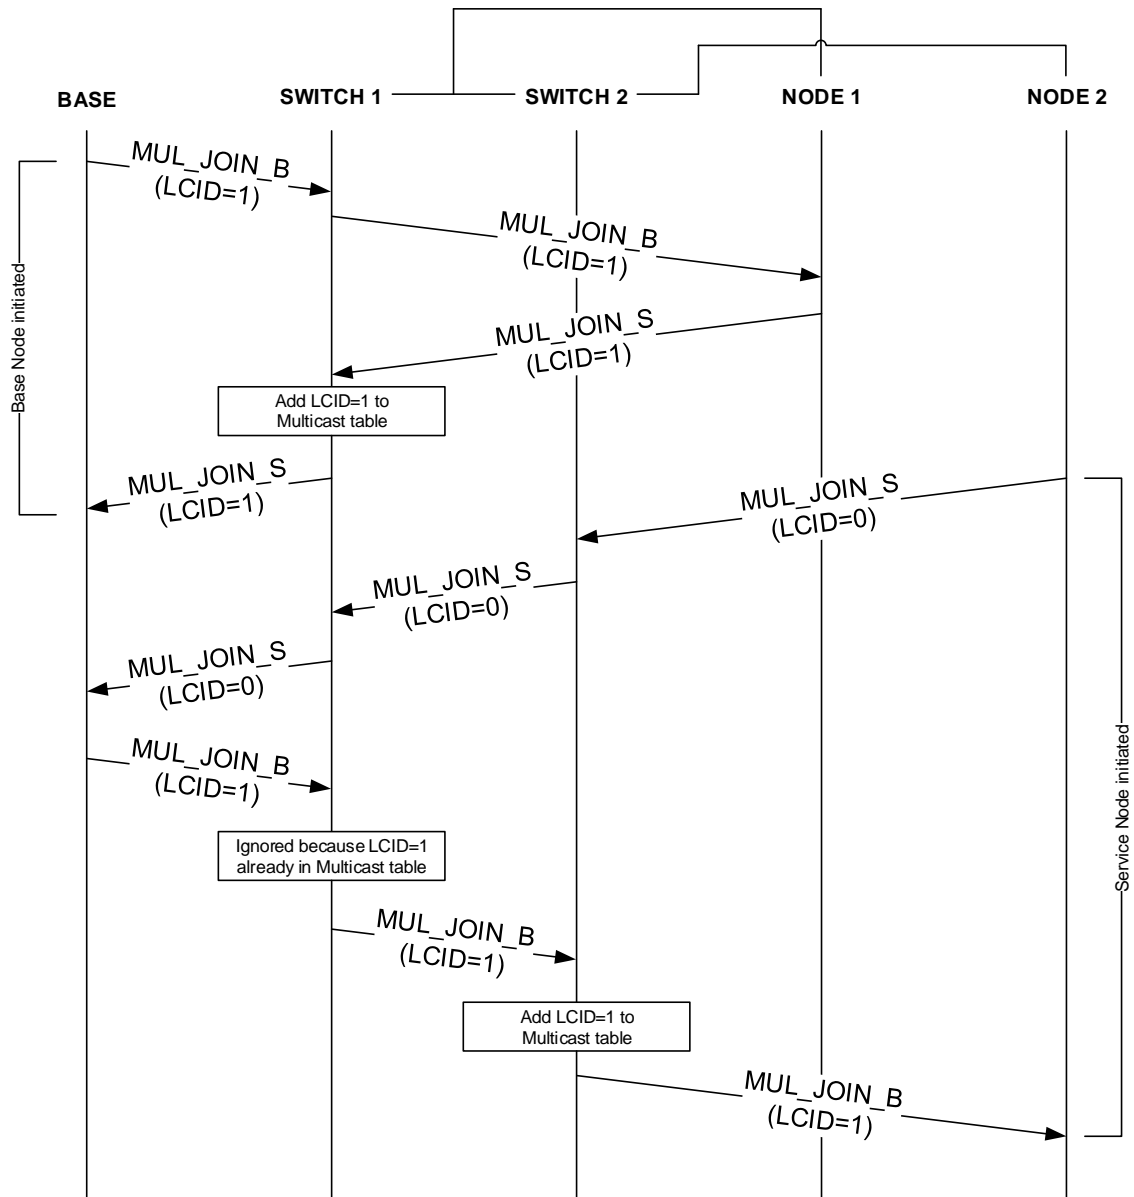 BASE
SWITCH 1
SWITCH 2
NODE 1
NODE 2
Base Node initiated
MUL_JOIN_B
(LCID=1)
MUL_JOIN_B
(LCID=1)
MUL_JOIN_S
(LCID=1)
Add LCID=1 to
Multicast table
MUL_JOIN_S
(LCID=1)
MUL_JOIN_S
(LCID=0)
MUL_JOIN_S
(LCID=0)
MUL_JOIN_S
(LCID=0)
MUL_JOIN_B
(LCID=1)
Service Node initiated
Ignored because LCID=1
already in Multicast table
MUL_JOIN_B
(LCID=1)
Add LCID=1 to
Multicast table
MUL_JOIN_B
(LCID=1)